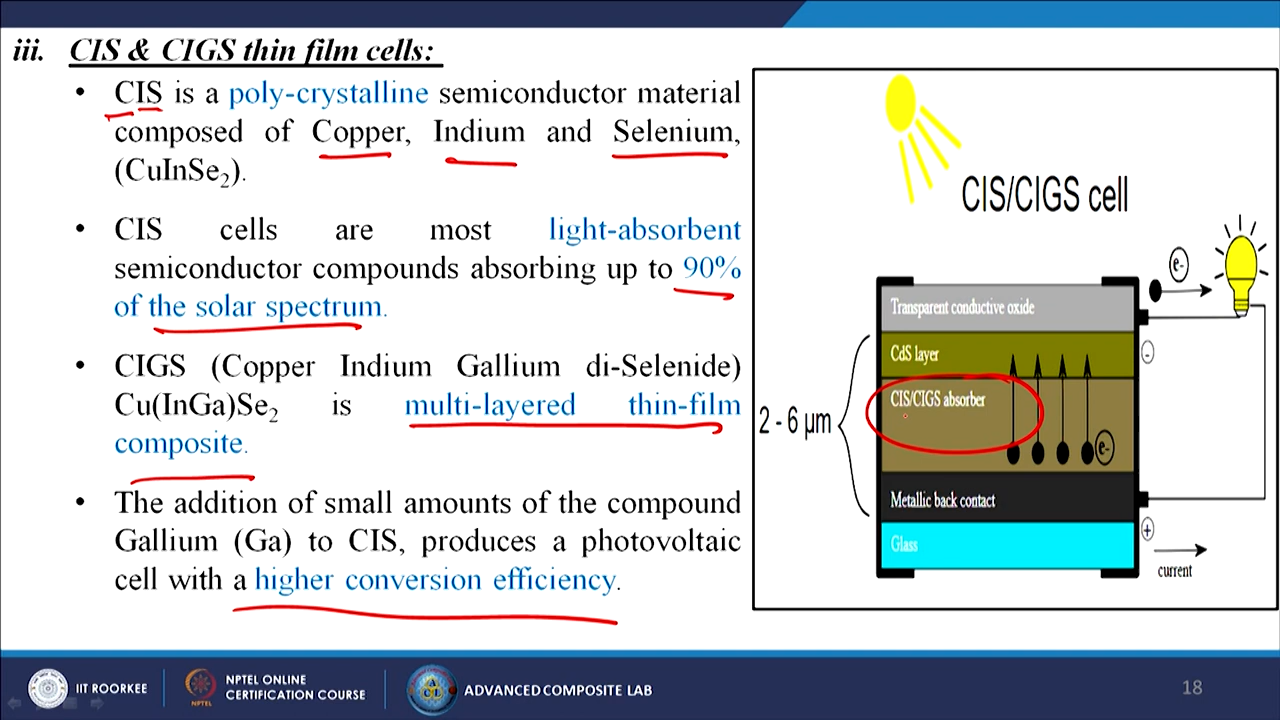 iii. CIS & CIGS thin film cells:
• CIS is a poly-crystalline semiconductor material
composed of Copper, Indium and Selenium,
(CuInSe₂).
• CIS cells are most light-absorbent
semiconductor compounds absorbing up to 90%
of the solar spectrum.
• CIGS (Copper Indium Gallium di-Selenide)
Cu(InGa)Se₂ is multi-layered thin-film
composite.
• The addition of small amounts of the compound
Gallium (Ga) to CIS, produces a photovoltaic
cell with a higher conversion efficiency.
CIS/CIGS cell
e-
Transparent conductive oxide
-
CdS layer
CIS/CIGS absorber
2 - 6 μm
e-
Metallic back contact
+
Glass
current
IIT ROORKEE
NPTEL
NPTEL ONLINE
CERTIFICATION COURSE
ADVANCED COMPOSITE LAB
18